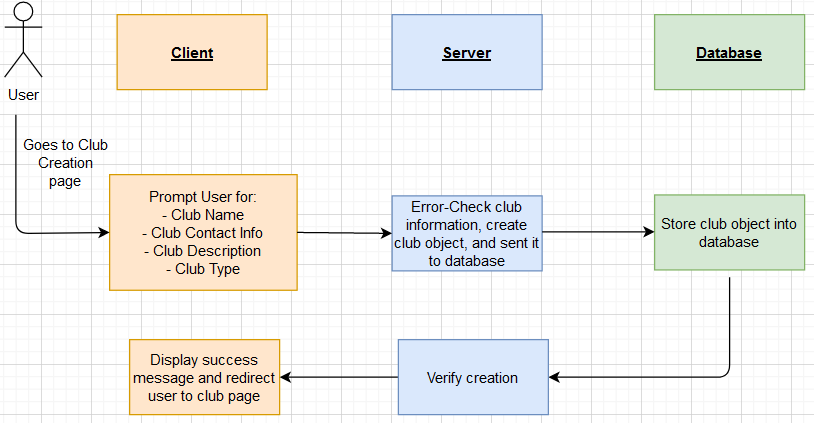 Client
Server
Database
User
Goes to Club
Creation
page
Prompt User for:
- Club Name
- Club Contact Info
- Club Description
- Club Type
Error-Check club
information, create
club object, and sent it
to database
Store club object into
database
Display success
message and redirect
user to club page
Verify creation